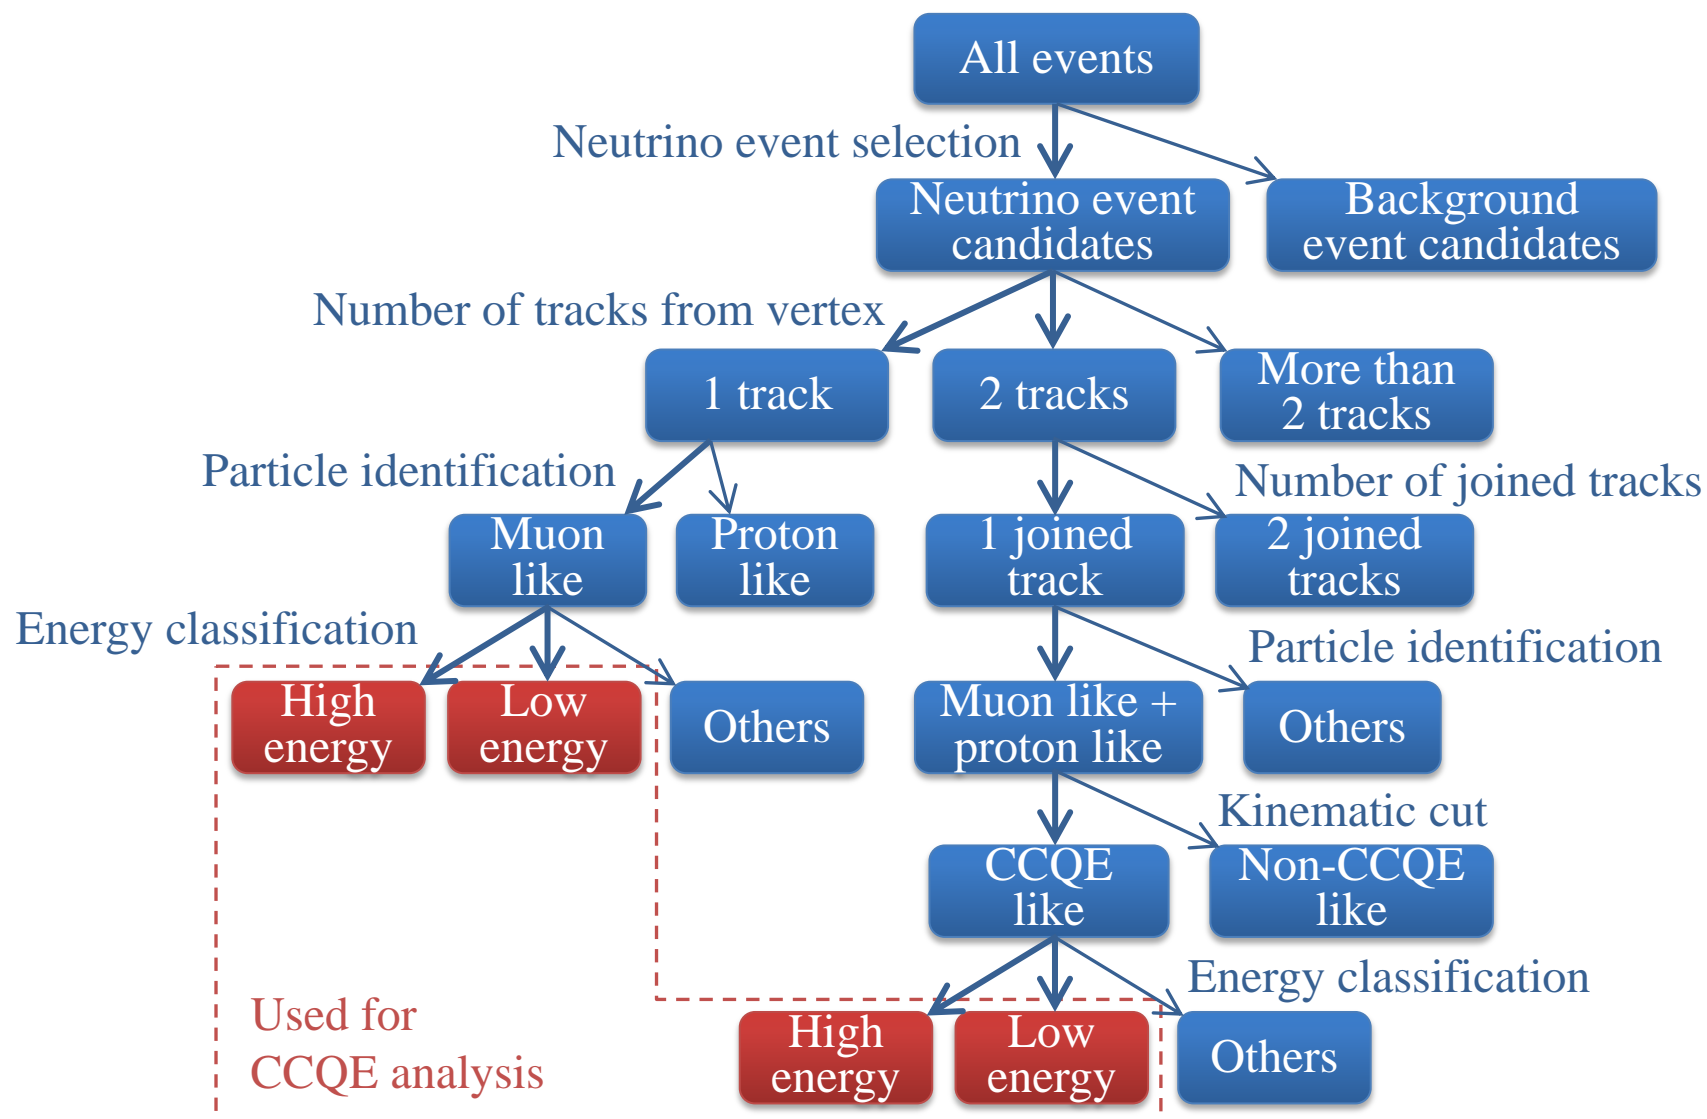 All events
Neutrino event selection
Neutrino event
candidates
Background
event candidates
Number of tracks from vertex
1 track
2 tracks
More than
2 tracks
Particle identification
Number of joined tracks
Muon
like
Proton
like
1 joined
track
2 joined
tracks
Energy classification
Particle identification
High
energy
Low
energy
Others
Muon like +
proton like
Others
Kinematic cut
CCQE
like
Non-CCQE
like
Energy classification
Used for
CCQE analysis
High
energy
Low
energy
Others